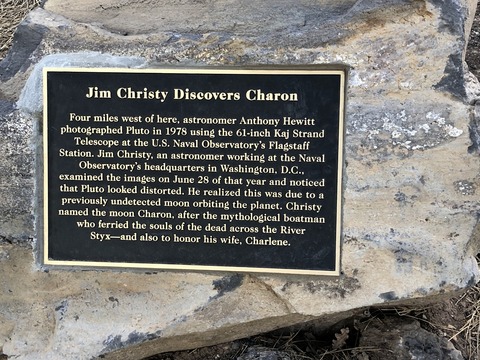 Jim Christy Discovers Charon
Four miles west of here, astronomer Anthony Hewitt
photographed Pluto in 1978 using the 61-inch Kaj Strand
Telescope at the U.S. Naval Observatory's Flagstaff
Station. Jim Christy, an astronomer working at the Naval
Observatory's headquarters in Washington, D.C.,
examined the images on June 28 of that year and noticed
that Pluto looked distorted. He realized this was due to a
previously undetected moon orbiting the planet. Christy
named the moon Charon, after the mythological boatman
who ferried the souls of the dead across the River
Styx—and also to honor his wife, Charlene.